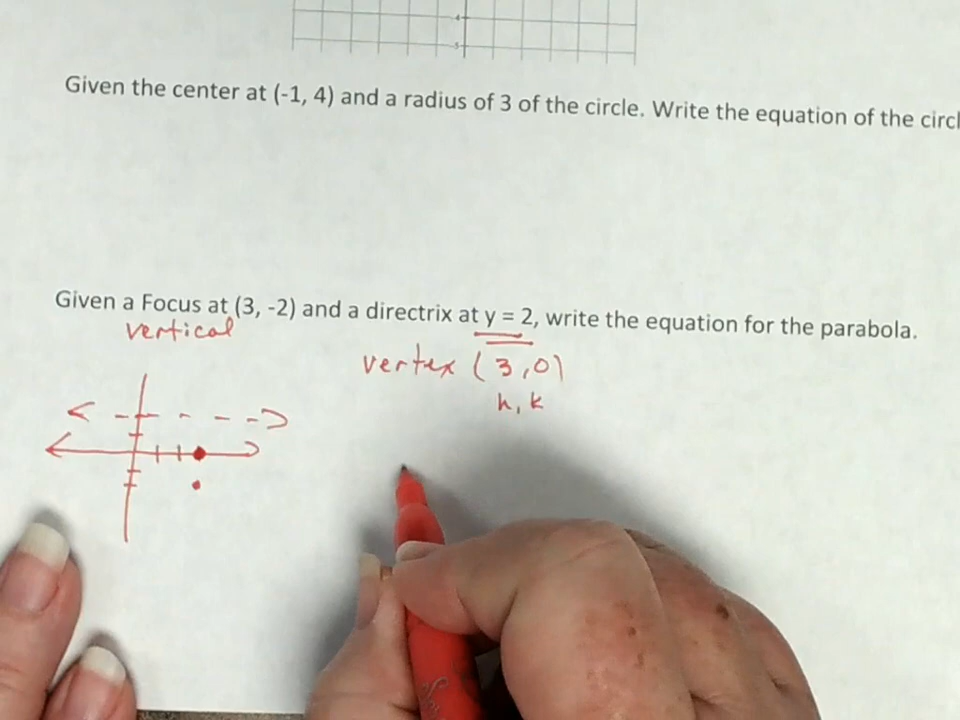 -4
-5
Given the center at (-1, 4) and a radius of 3 of the circle. Write the equation of the circl
Given a Focus at (3, -2) and a directrix at y = 2, write the equation for the parabola.
vertical
vertex (3,0)
h, k